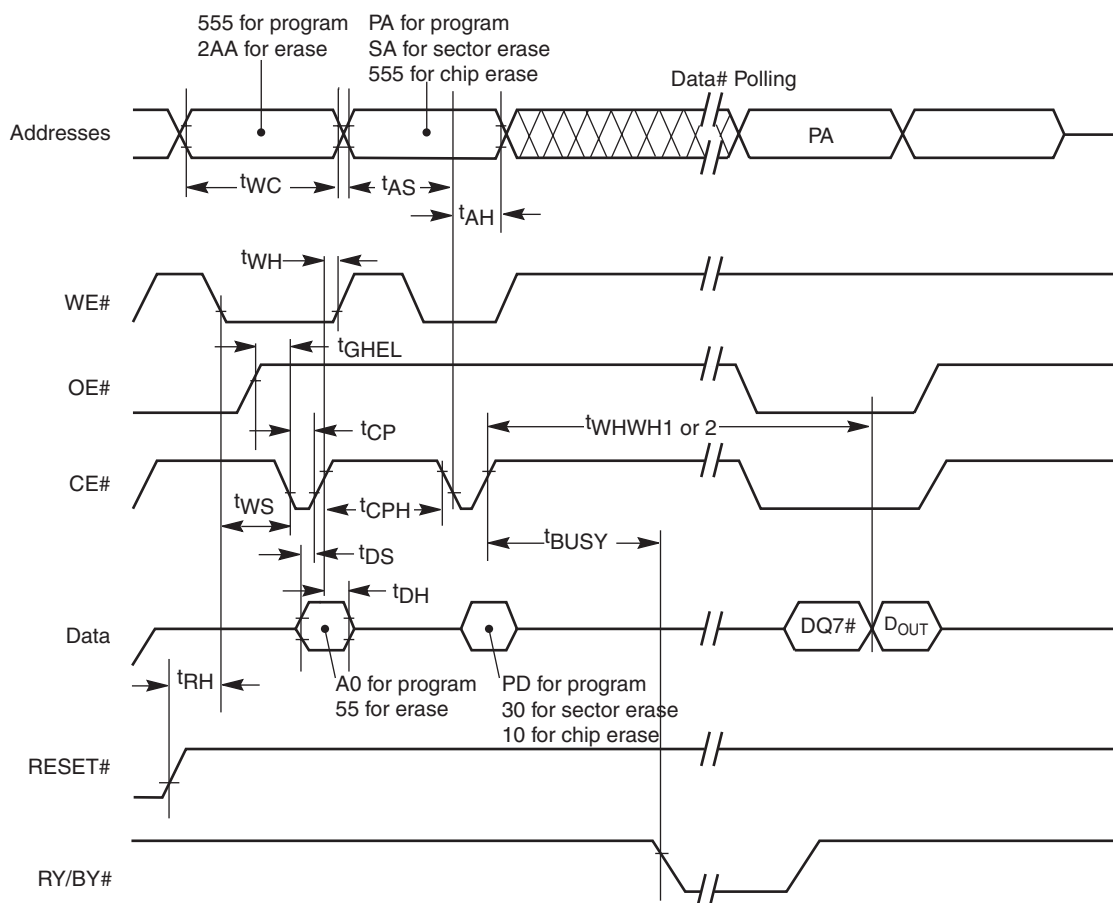 555 for program
2AA for erase
PA for program
SA for sector erase
555 for chip erase
Data# Polling
Addresses
PA
tWC
tAS
tAH
tWH
WE#
tGHEL
OE#
tWHWH1 or 2
tCP
CE#
tWS
tCPH
tBUSY
tDS
tDH
Data
DQ7#
DOUT
tRH
A0 for program
55 for erase
PD for program
30 for sector erase
10 for chip erase
RESET#
RY/BY#